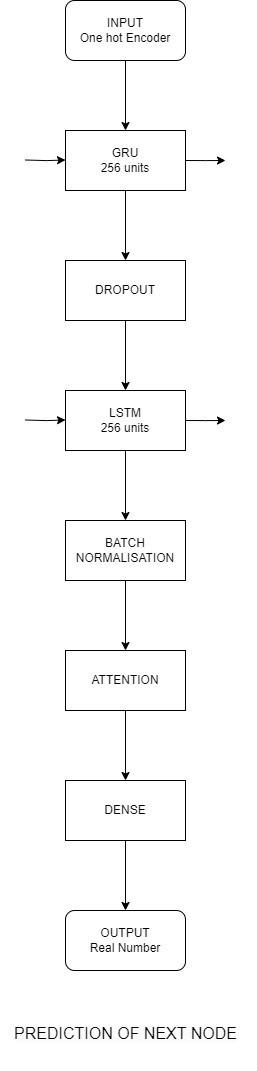 INPUT
One hot Encoder
GRU
256 units
DROPOUT
LSTM
256 units
BATCH
NORMALISATION
ATTENTION
DENSE
OUTPUT
Real Number
PREDICTION OF NEXT NODE